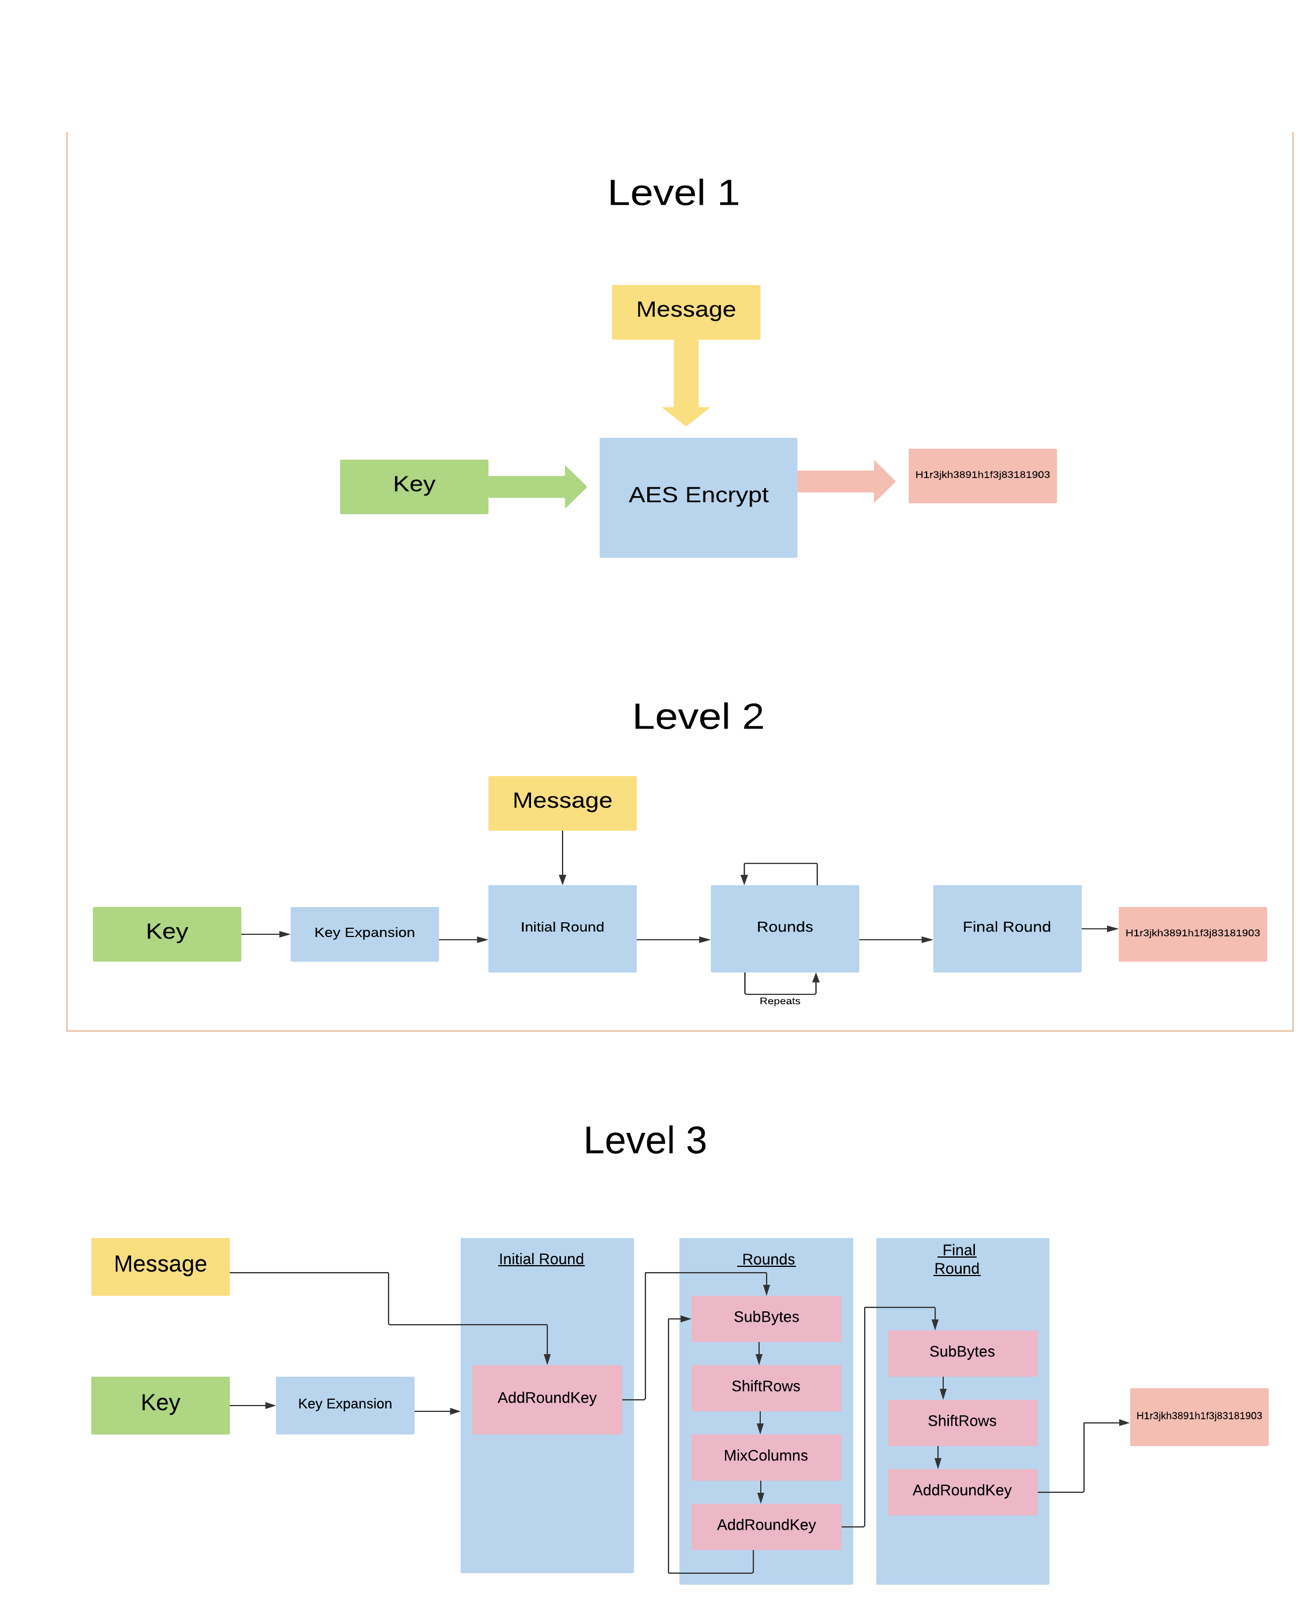 Level 1
Message
Key
AES Encrypt
H1r3jkh3891h1f3j83181903
Level 2
Message
Key
Key Expansion
Initial Round
Rounds
Final Round
H1r3jkh3891h1f3j83181903
Repeats
Level 3
Message
Key
Key Expansion
Initial Round
AddRoundKey
Rounds
SubBytes
ShiftRows
MixColumns
AddRoundKey
Final
Round
SubBytes
ShiftRows
AddRoundKey
H1r3jkh3891h1f3j83181903